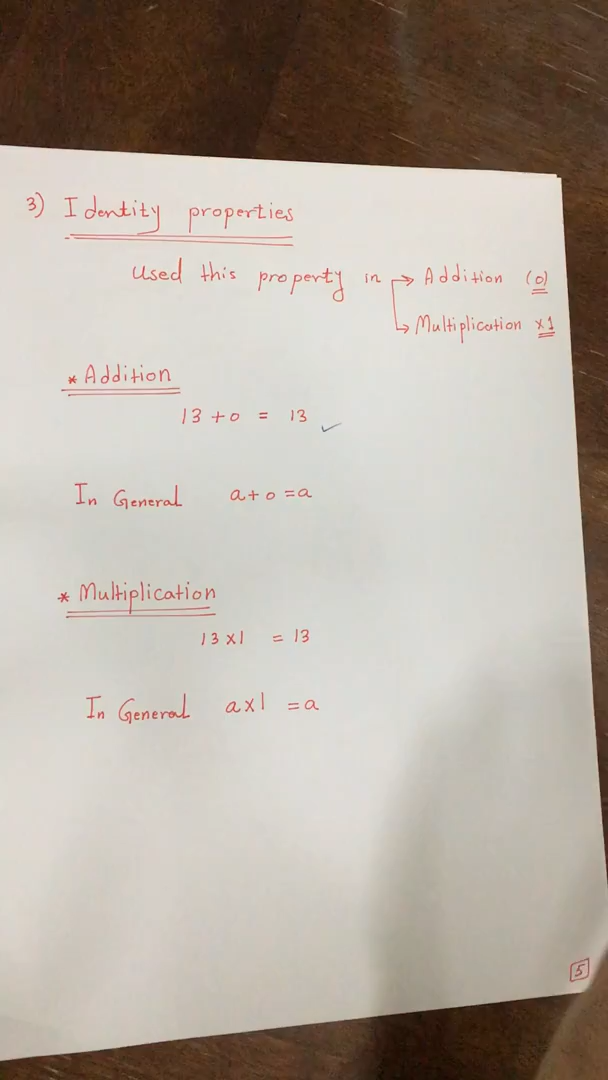 3) Identity properties
used this property in → Addition (0)
↳ Multiplication x1
* Addition
13 + 0 = 13 ✓
In General a + 0 = a
* Multiplication
13 x 1 = 13
In General a x 1 = a
5